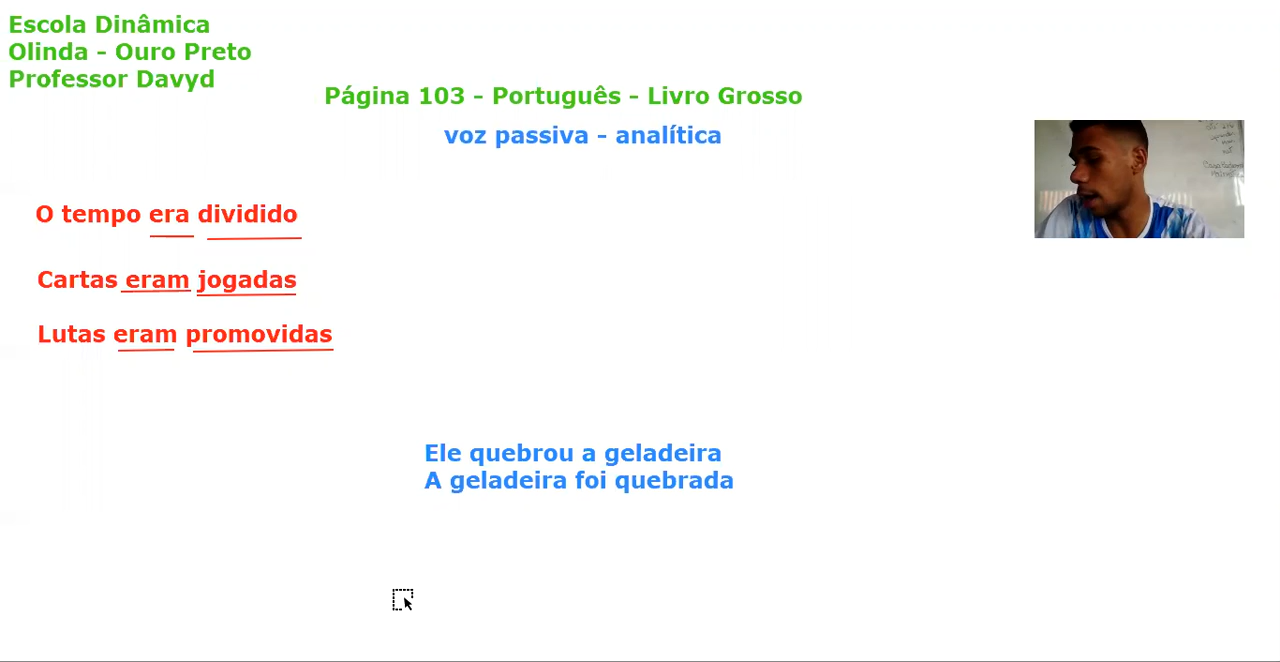 Escola Dinâmica
Olinda - Ouro Preto
Professor Davyd
Página 103 - Português - Livro Grosso
voz passiva - analítica
O tempo era dividido
Cartas eram jogadas
Lutas eram promovidas
Ele quebrou a geladeira
A geladeira foi quebrada